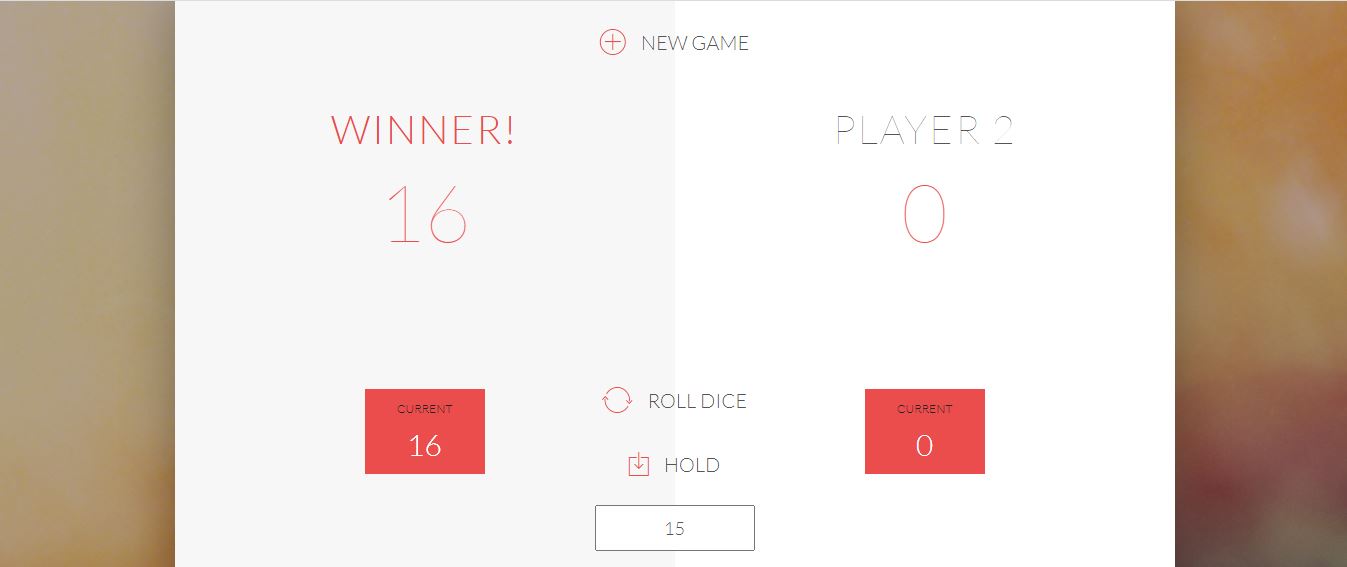 NEW GAME
WINNER!
16
PLAYER 2
0
CURRENT
16
ROLL DICE
HOLD
15
CURRENT
0